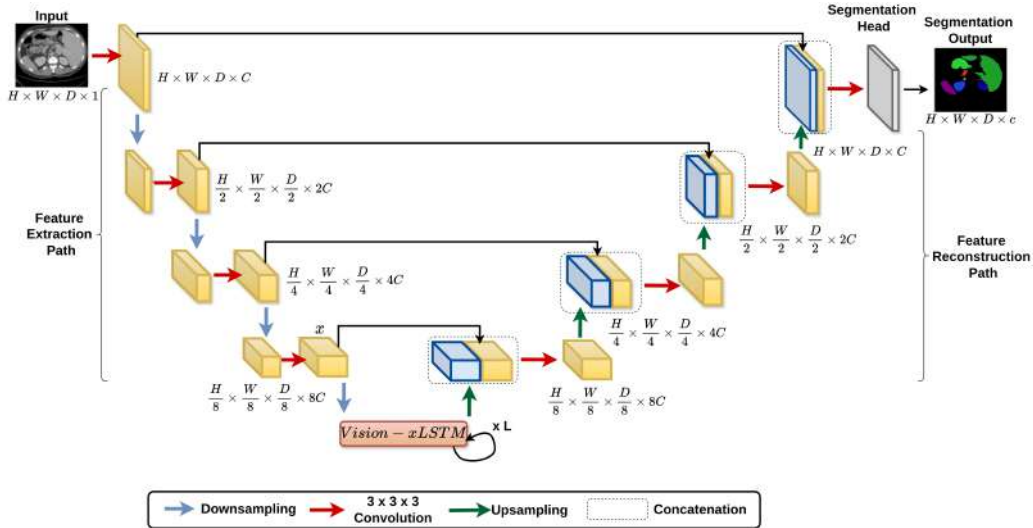 Input
H × W × D × 1
H × W × D × C
Segmentation
Head
Segmentation
Output
H × W × D × c
H × W × D × C
H/2 × W/2 × D/2 × 2C
H/2 × W/2 × D/2 × 2C
Feature
Extraction
Path
Feature
Reconstruction
Path
H/4 × W/4 × D/4 × 4C
H/4 × W/4 × D/4 × 4C
x
H/8 × W/8 × D/8 × 8C
H/8 × W/8 × D/8 × 8C
Vision − xLSTM
x L
Downsampling
3 x 3 x 3
Convolution
Upsampling
Concatenation